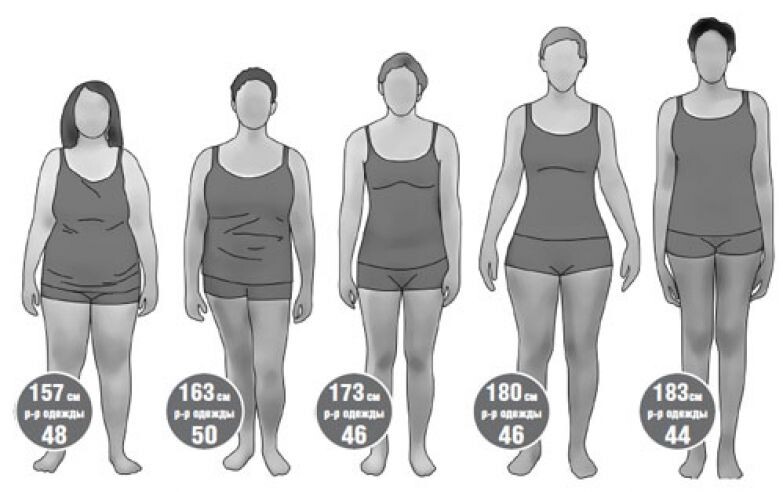 157 см
р-р одежды
48
163 см
р-р одежды
50
173 см
р-р одежды
46
180 см
р-р одежды
46
183 см
р-р одежды
44